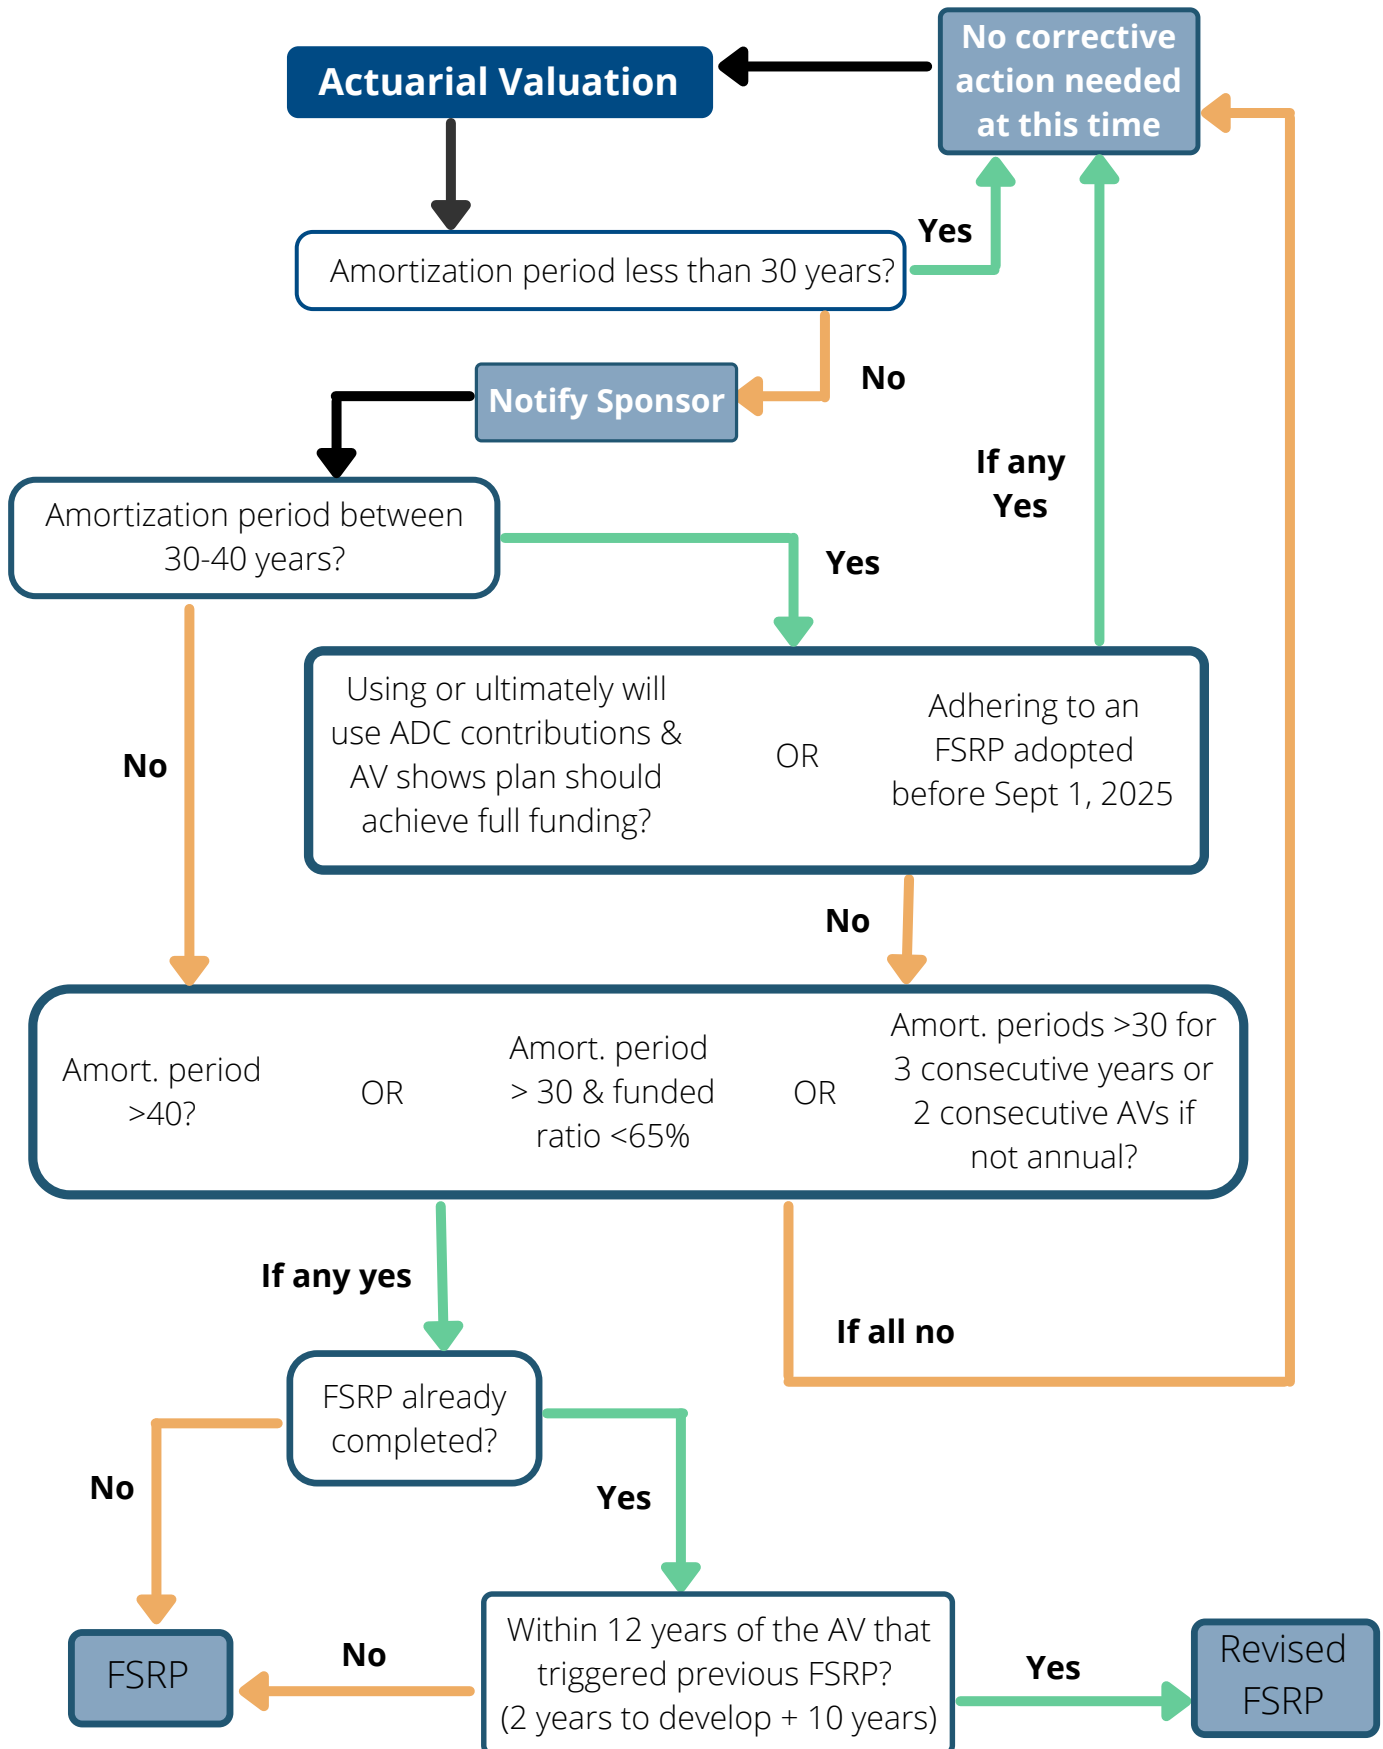 No corrective
action needed
at this time
Actuarial Valuation
Yes
Amortization period less than 30 years?
No
Notify Sponsor
If any
Yes
Amortization period between
30-40 years?
Yes
No
Using or ultimately will
use ADC contributions &
AV shows plan should
achieve full funding?
OR
Adhering to an
FSRP adopted
before Sept 1, 2025
No
Amort. period
>40?
OR
Amort. period
> 30 & funded
ratio <65%
OR
Amort. periods >30 for
3 consecutive years or
2 consecutive AVs if
not annual?
If any yes
If all no
FSRP already
completed?
No
Yes
FSRP
No
Within 12 years of the AV that
triggered previous FSRP?
(2 years to develop + 10 years)
Yes
Revised
FSRP